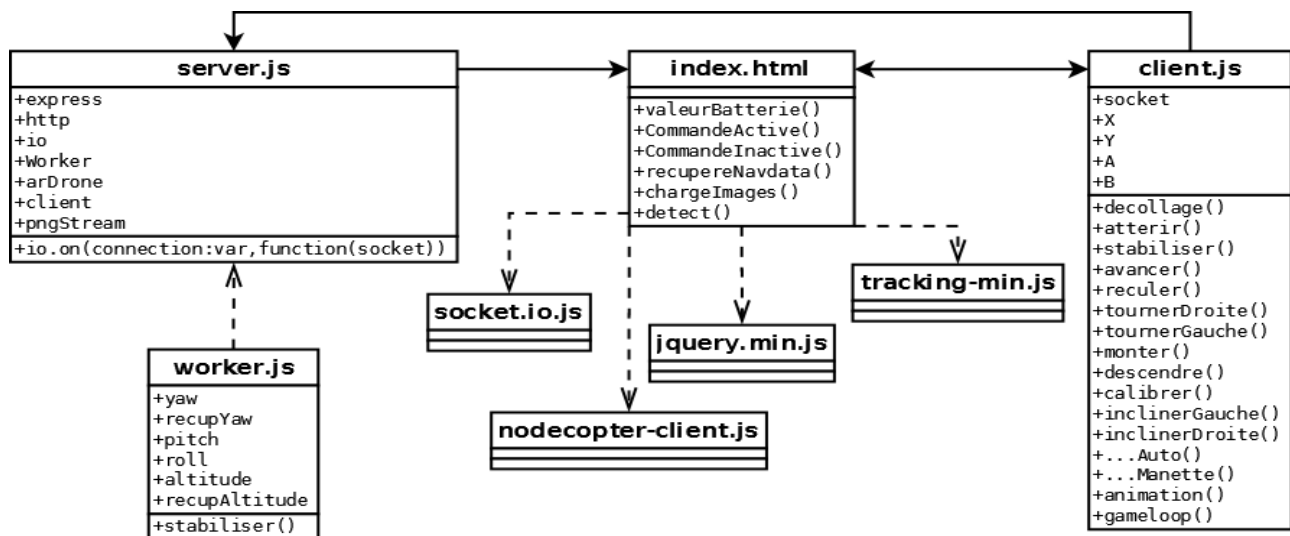 server.js
+express
+http
+io
+Worker
+arDrone
+client
+pngStream
+io.on(connection:var,function(socket))
index.html
+valeurBatterie()
+CommandeActive()
+CommandeInactive()
+recupereNavdata()
+chargeImages()
+detect()
client.js
+socket
+X
+Y
+A
+B
+decollage()
+atterir()
+stabiliser()
+avancer()
+reculer()
+tournerDroite()
+tournerGauche()
+monter()
+descendre()
+calibrer()
+inclinerGauche()
+inclinerDroite()
+...Auto()
+...Manette()
+animation()
+gameloop()
socket.io.js
tracking-min.js
jquery.min.js
nodecopter-client.js
worker.js
+yaw
+recupYaw
+pitch
+roll
+altitude
+recupAltitude
+stabiliser()